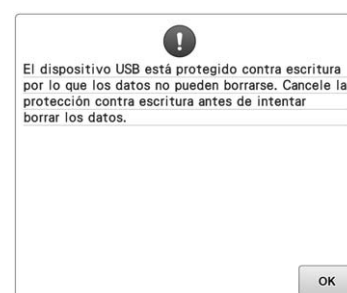 El dispositivo USB está protegido contra escritura
por lo que los datos no pueden borrarse. Cancele la
protección contra escritura antes de intentar
borrar los datos.
OK